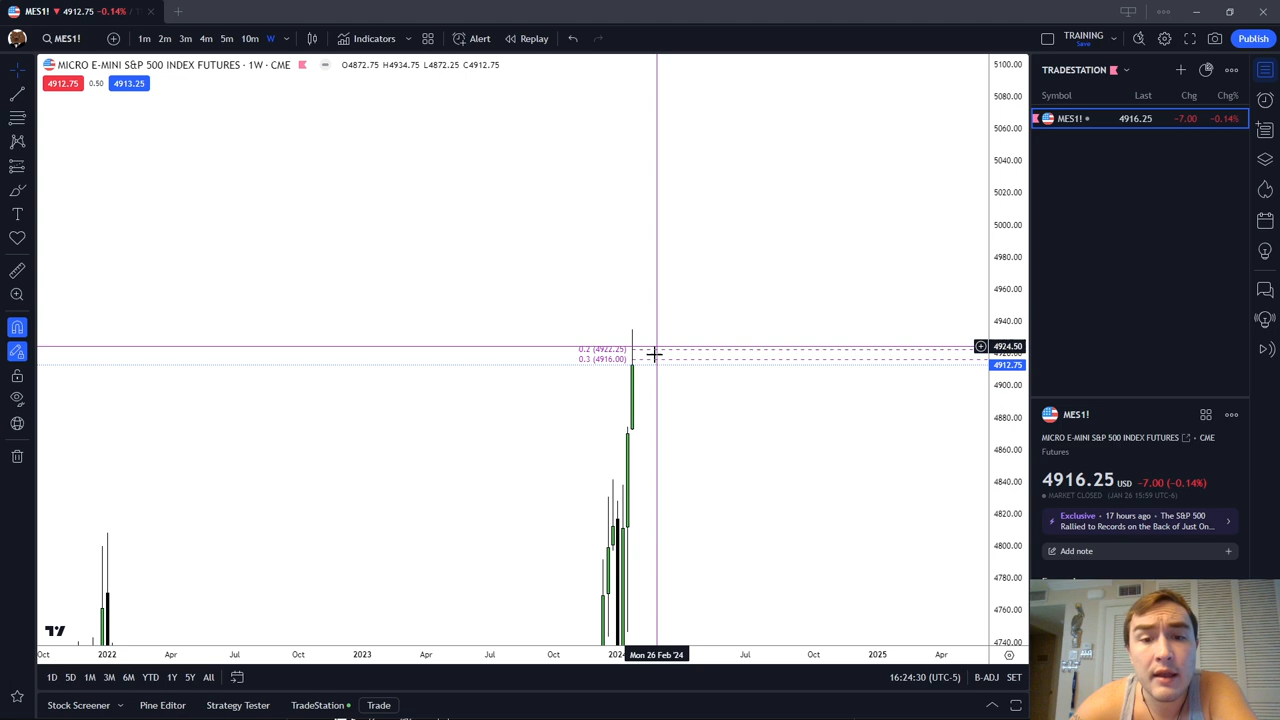 MES1! ▼ 4912.75 −0.14% /
MES1!
1m 2m 3m 4m 5m 10m W
Indicators
Alert
Replay
TRAINING
Save
Publish
MICRO E-MINI S&P 500 INDEX FUTURES · 1W · CME
O4872.75 H4934.75 L4872.25 C4912.75
4912.75 0.50 4913.25
TRADESTATION
Symbol Last Chg Chg%
MES1! 4916.25 −7.00 −0.14%
5100.00
5080.00
5060.00
5040.00
5020.00
5000.00
4980.00
4960.00
4940.00
4924.50
4912.75
4900.00
4880.00
4860.00
4840.00
4820.00
4800.00
4780.00
4760.00
4740.00
0.2 (4922.25)
0.3 (4916.00)
MES1!
MICRO E-MINI S&P 500 INDEX FUTURES · CME
Futures
4916.25 USD −7.00 (−0.14%)
MARKET CLOSED (JAN 26 15:59 UTC-6)
Exclusive · 17 hours ago · The S&P 500
Rallied to Records on the Back of Just On...
Add note
Oct 2022 Apr Jul Oct 2023 Apr Jul Oct 2024 Mon 26 Feb '24 Jul Oct 2025 Apr
1D 5D 1M 3M 6M YTD 1Y 5Y All
16:24:30 (UTC-5) B-ADJ SET
Stock Screener Pine Editor Strategy Tester TradeStation Trade